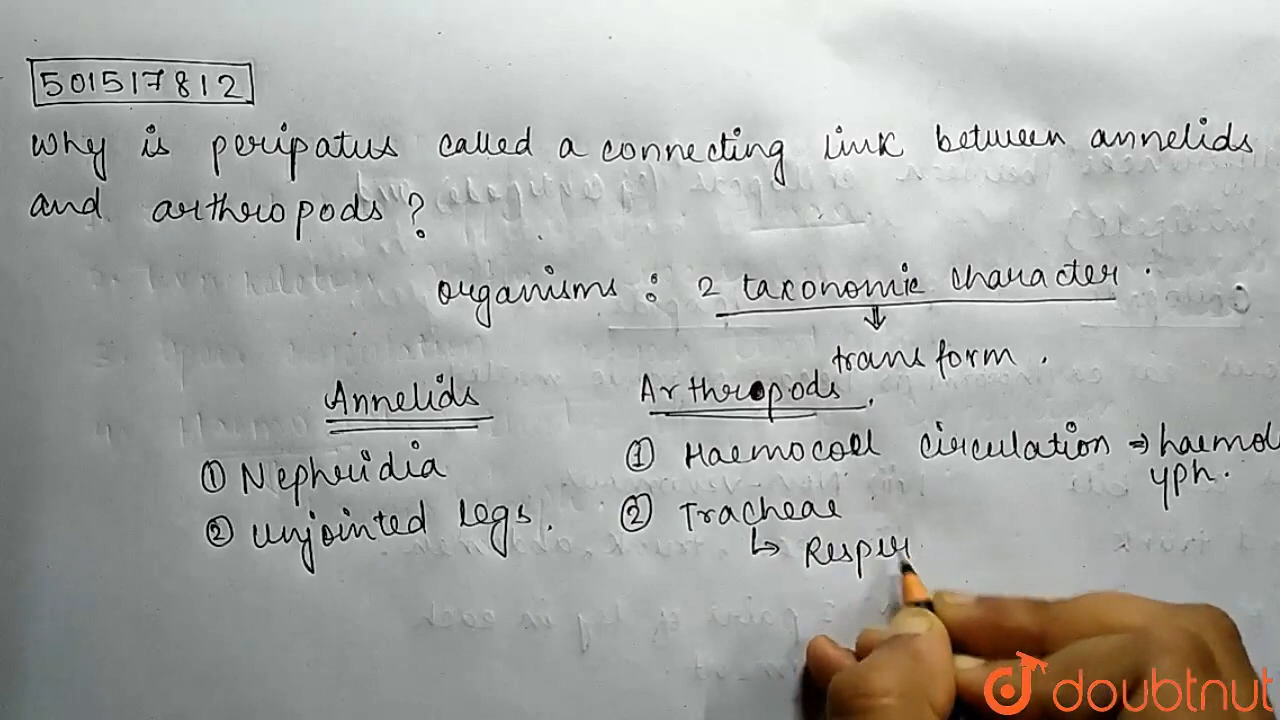 501517812
Why is peripatus called a connecting link between annelids
and arthropods?
organisms : 2 taxonomic character.
⇓
transform.
Annelids
Arthropods.
① Nephridia
② unjointed legs.
① Haemocoel circulation ⇒ haemol
yph.
② Tracheae
↳ Respir
doubtnut